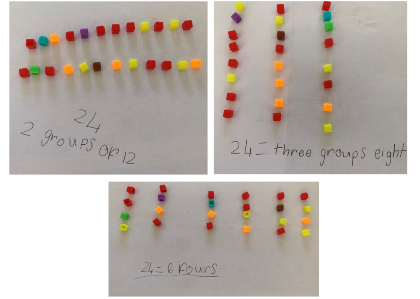 24
2 groups of 12
24 = three groups eight
24 = 6 fours